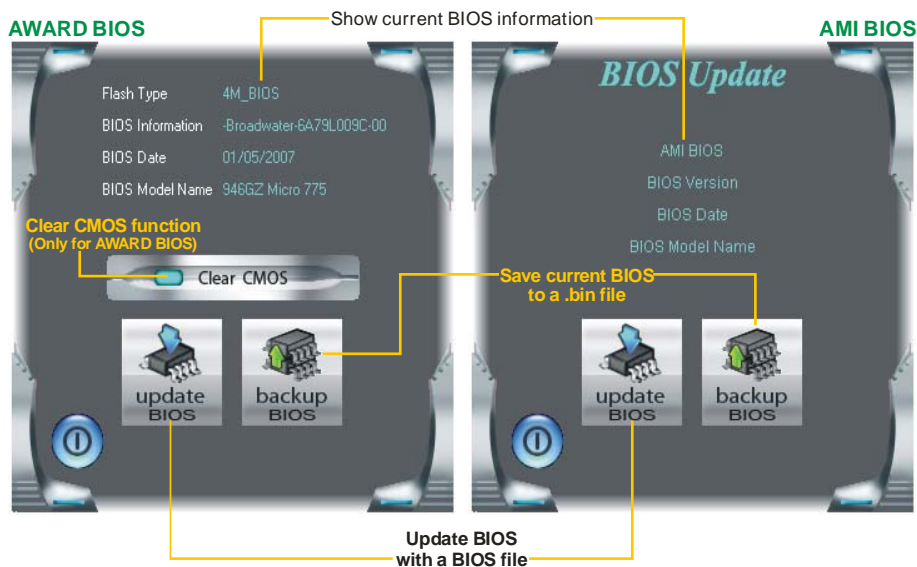 Show current BIOS information
AWARD BIOS
AMI BIOS
Flash Type 4M_BIOS
BIOS Information -Broadwater-6A79L009C-00
BIOS Date 01/05/2007
BIOS Model Name 946GZ Micro 775
Clear CMOS function
(Only for AWARD BIOS)
Clear CMOS
update
BIOS
backup
BIOS
BIOS Update
AMI BIOS
BIOS Version
BIOS Date
BIOS Model Name
Save current BIOS
to a .bin file
update
BIOS
backup
BIOS
Update BIOS
with a BIOS file